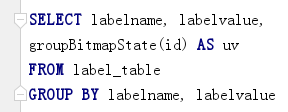 SELECT labelname, labelvalue,
groupBitmapState(id) AS uv
FROM label_table
GROUP BY labelname, labelvalue